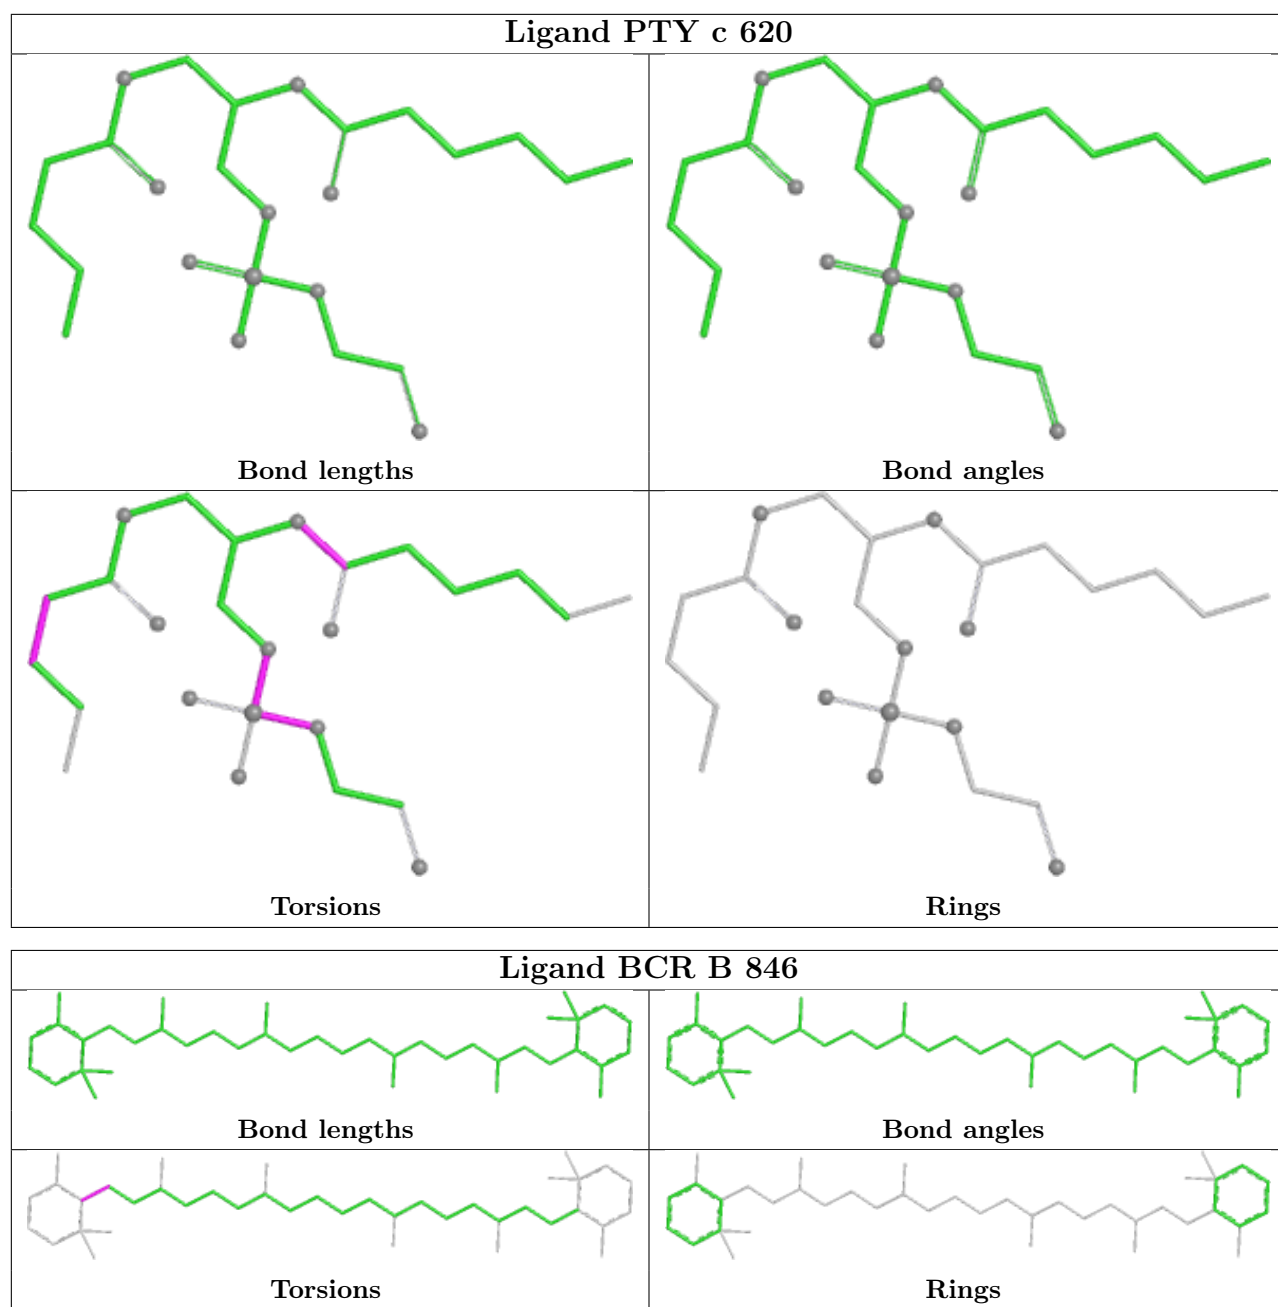 Ligand PTY c 620
Bond lengths
Bond angles
Torsions
Rings
Ligand BCR B 846
Bond lengths
Bond angles
Torsions
Rings